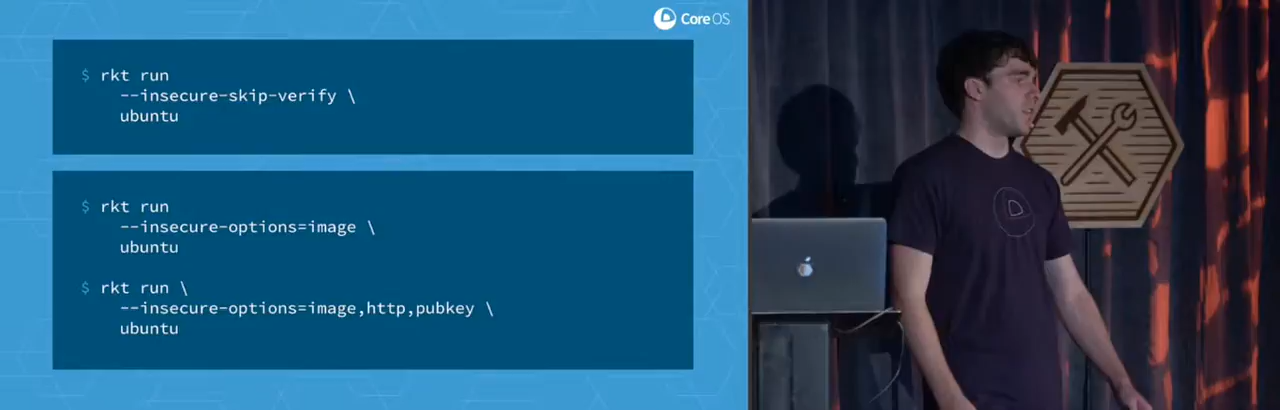 CoreOS
$ rkt run
--insecure-skip-verify \
ubuntu
$ rkt run
--insecure-options=image \
ubuntu
$ rkt run \
--insecure-options=image,http,pubkey \
ubuntu